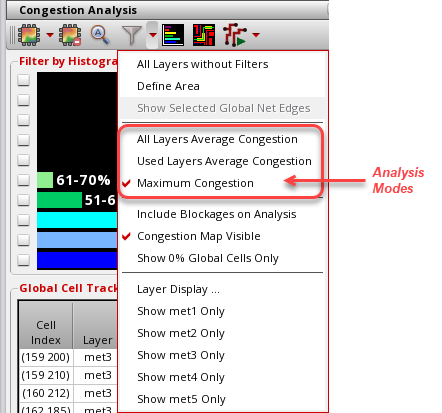 Congestion Analysis
Filter by Histogra
All Layers without Filters
Define Area
Show Selected Global Net Edges
All Layers Average Congestion
Used Layers Average Congestion
Maximum Congestion
Analysis
Modes
61-70%
51-6
Include Blockages on Analysis
Congestion Map Visible
Show 0% Global Cells Only
Global Cell Track
Layer Display ...
Show met1 Only
Show met2 Only
Show met3 Only
Show met4 Only
Show met5 Only
Cell
Index
Layer
(159 200) met3
(159 210) met3
(160 212) met3
(162 185) met3